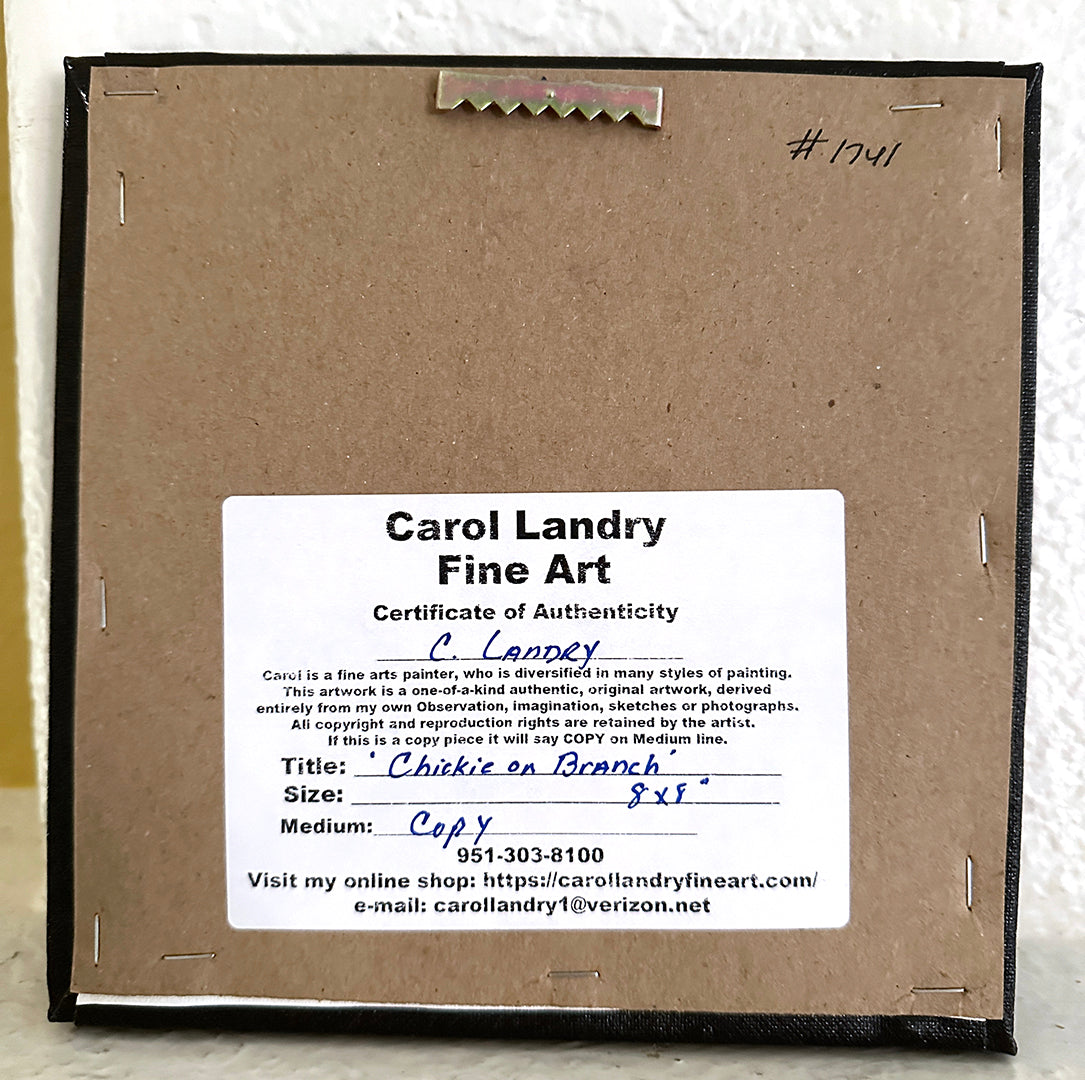 # 1741
Carol Landry
Fine Art
Certificate of Authenticity
C. LANDRY
Carol is a fine arts painter, who is diversified in many styles of painting.
This artwork is a one-of-a-kind authentic, original artwork, derived
entirely from my own Observation, imagination, sketches or photographs.
All copyright and reproduction rights are retained by the artist.
If this is a copy piece it will say COPY on Medium line.
Title: 'Chickie on Branch'
Size: 8x8"
Medium: Copy
951-303-8100
Visit my online shop: https://carollandryfineart.com/
e-mail: carollandry1@verizon.net